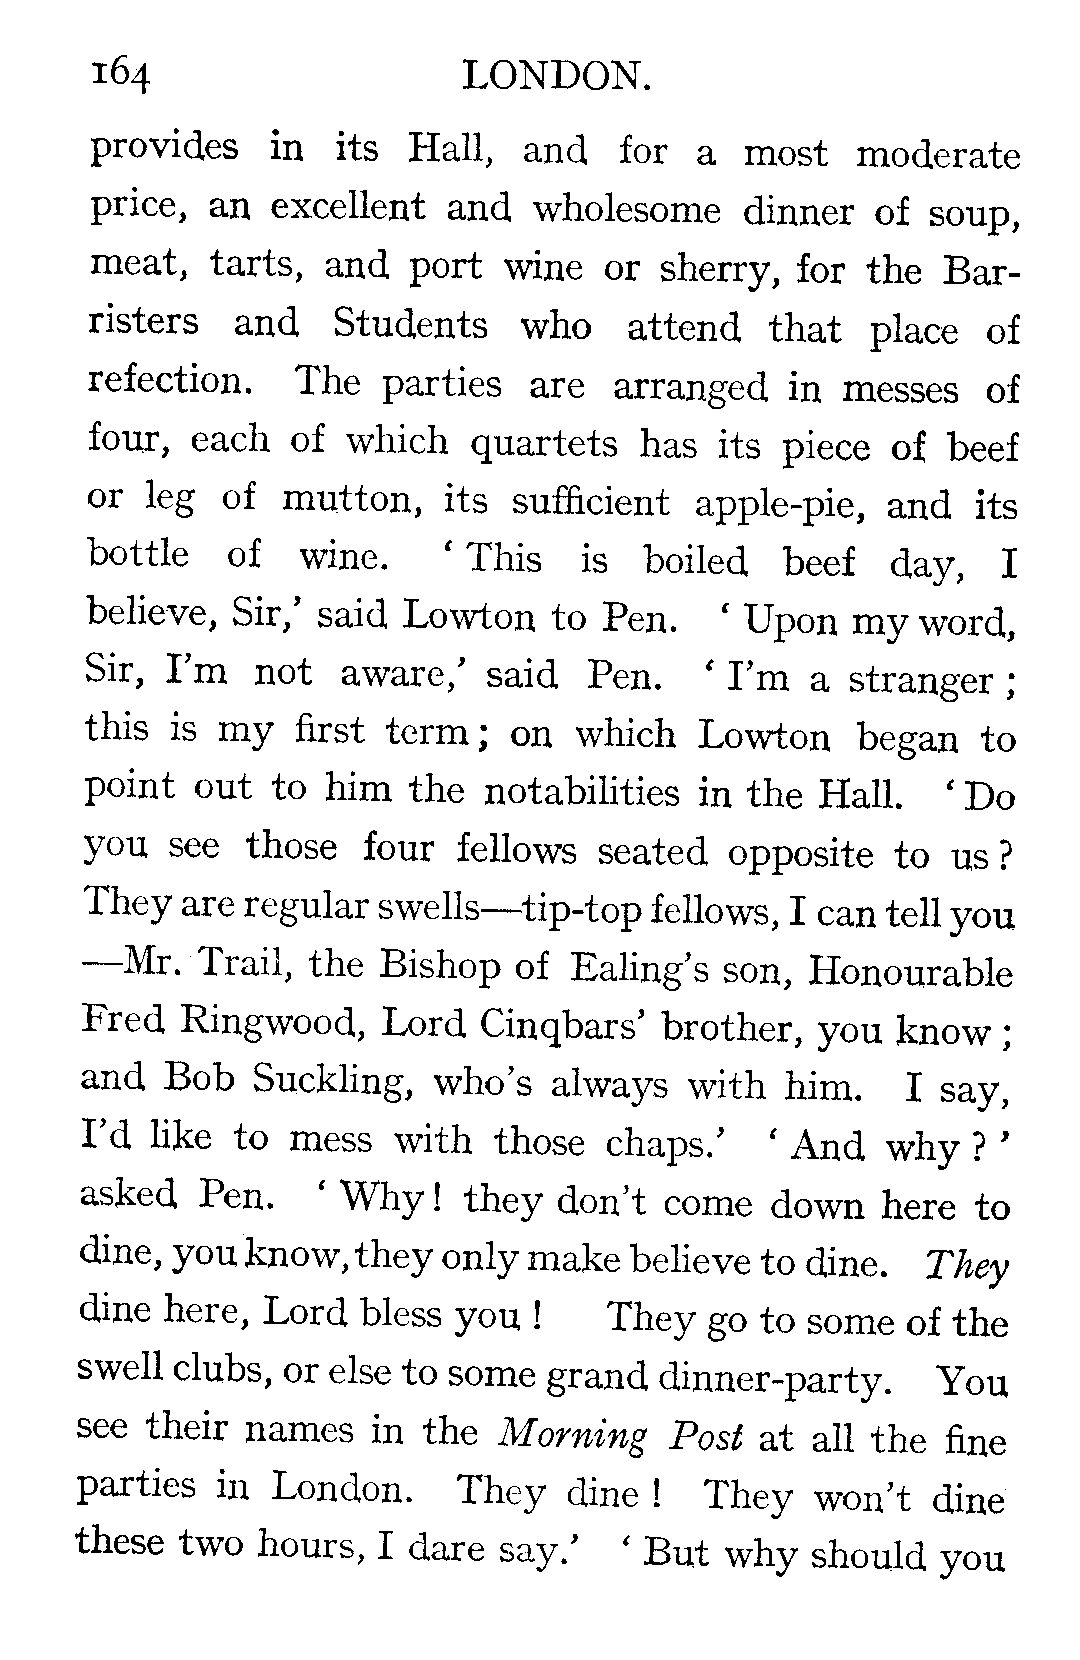 164 LONDON.
provides in its Hall, and for a most moderate
price, an excellent and wholesome dinner of soup,
meat, tarts, and port wine or sherry, for the Bar-
risters and Students who attend that place of
refection. The parties are arranged in messes of
four, each of which quartets has its piece of beef
or leg of mutton, its sufficient apple-pie, and its
bottle of wine. ‘ This is boiled beef day, I
believe, Sir,’ said Lowton to Pen. ‘ Upon my word,
Sir, I’m not aware,’ said Pen. ‘ I’m a stranger ;
this is my first term ; on which Lowton began to
point out to him the notabilities in the Hall. ‘ Do
you see those four fellows seated opposite to us ?
They are regular swells—tip-top fellows, I can tell you
—Mr. Trail, the Bishop of Ealing’s son, Honourable
Fred Ringwood, Lord Cinqbars’ brother, you know ;
and Bob Suckling, who’s always with him. I say,
I’d like to mess with those chaps.’ ‘ And why ? ’
asked Pen. ‘ Why ! they don’t come down here to
dine, you know, they only make believe to dine. They
dine here, Lord bless you ! They go to some of the
swell clubs, or else to some grand dinner-party. You
see their names in the Morning Post at all the fine
parties in London. They dine ! They won’t dine
these two hours, I dare say.’ ‘ But why should you